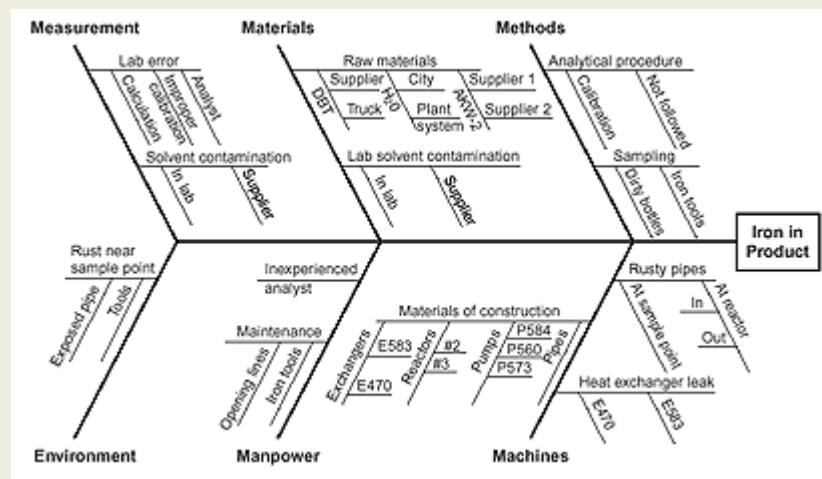 Measurement
Materials
Methods
Lab error
Calculation
Improper
calibration
Analyst
Solvent contamination
In lab
Supplier
Raw materials
DBT
Supplier
Truck
H20
City
Plant
system
AKW-2
Supplier 1
Supplier 2
Lab solvent contamination
In lab
Supplier
Analytical procedure
Calibration
Not followed
Sampling
Dirty bottles
Iron tools
Iron in
Product
Rust near
sample point
Exposed pipe
Tools
Inexperienced
analyst
Maintenance
Opening lines
Iron tools
Materials of construction
Exchangers
E583
E470
Reactors
#2
#3
Pumps
P584
P560
P573
Pipes
Rusty pipes
At sample point
At reactor
In
Out
Heat exchanger leak
E470
E583
Environment
Manpower
Machines